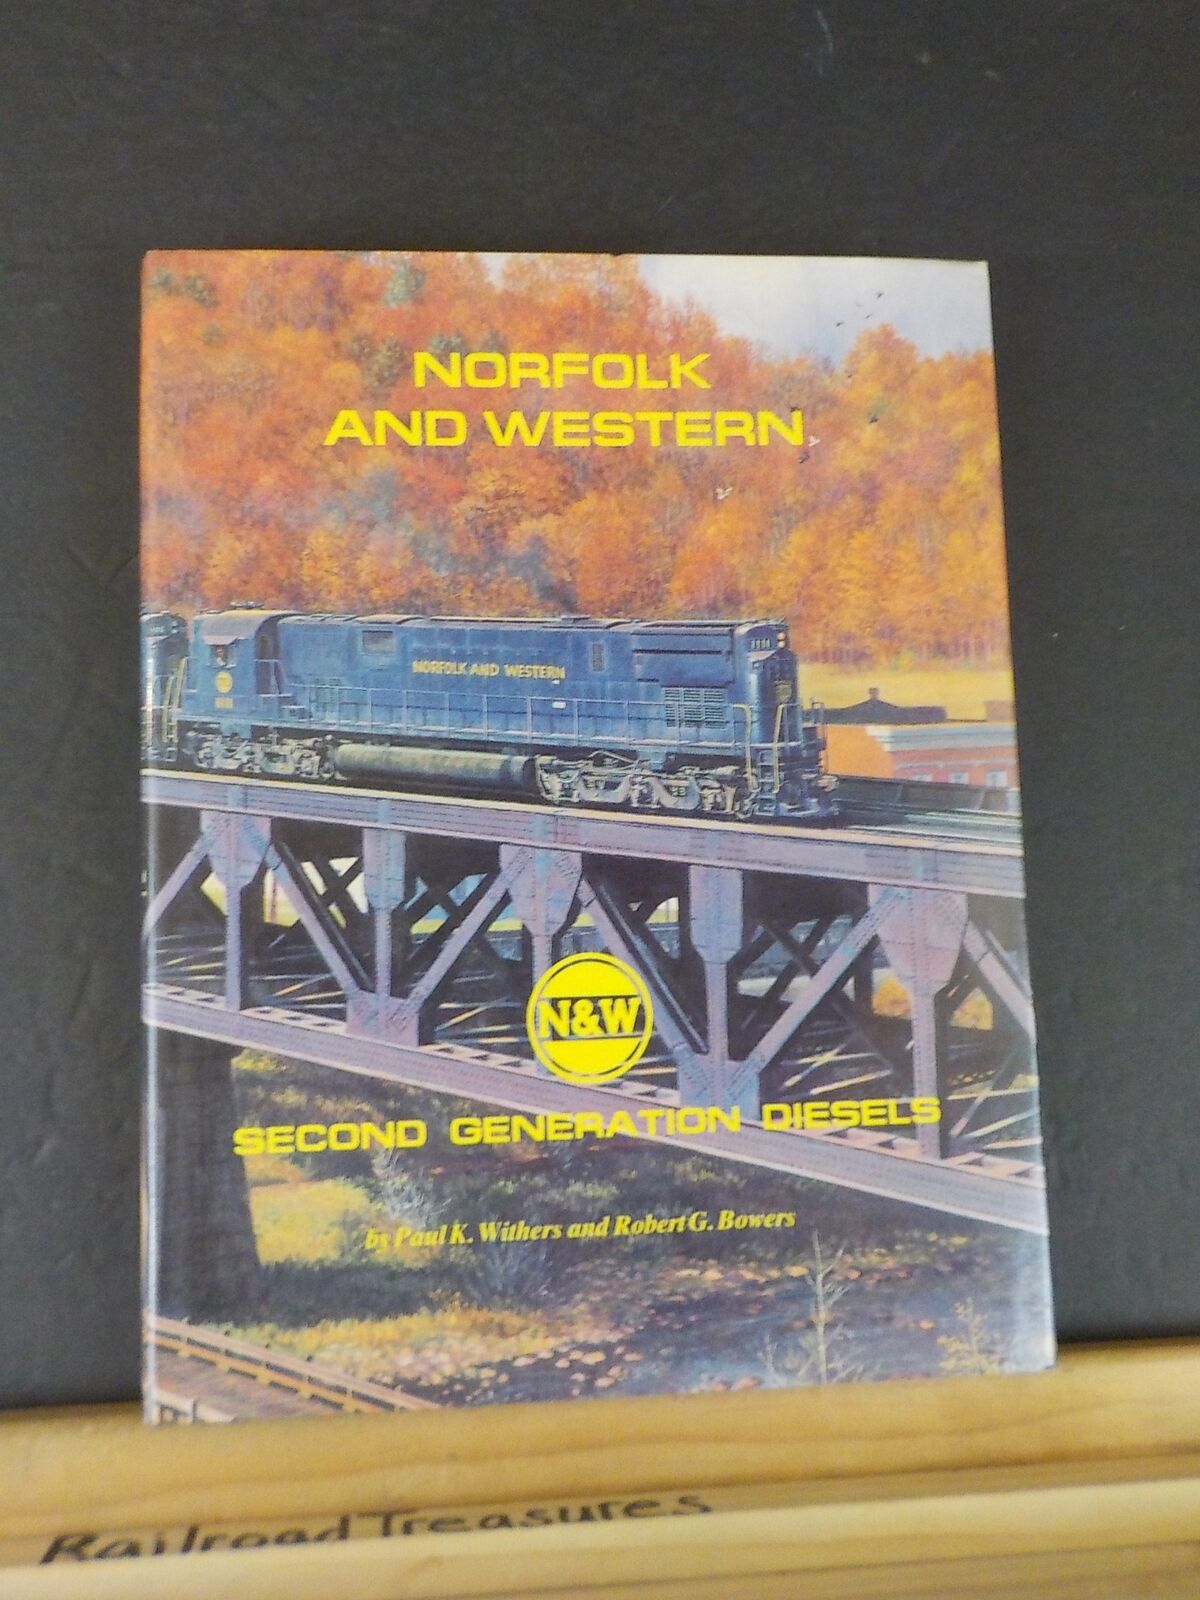 NORFOLK
AND WESTERN
NORFOLK AND WESTERN
N&W
SECOND GENERATION DIESELS
by Paul K. Withers and Robert G. Bowers
Railroad Treasures